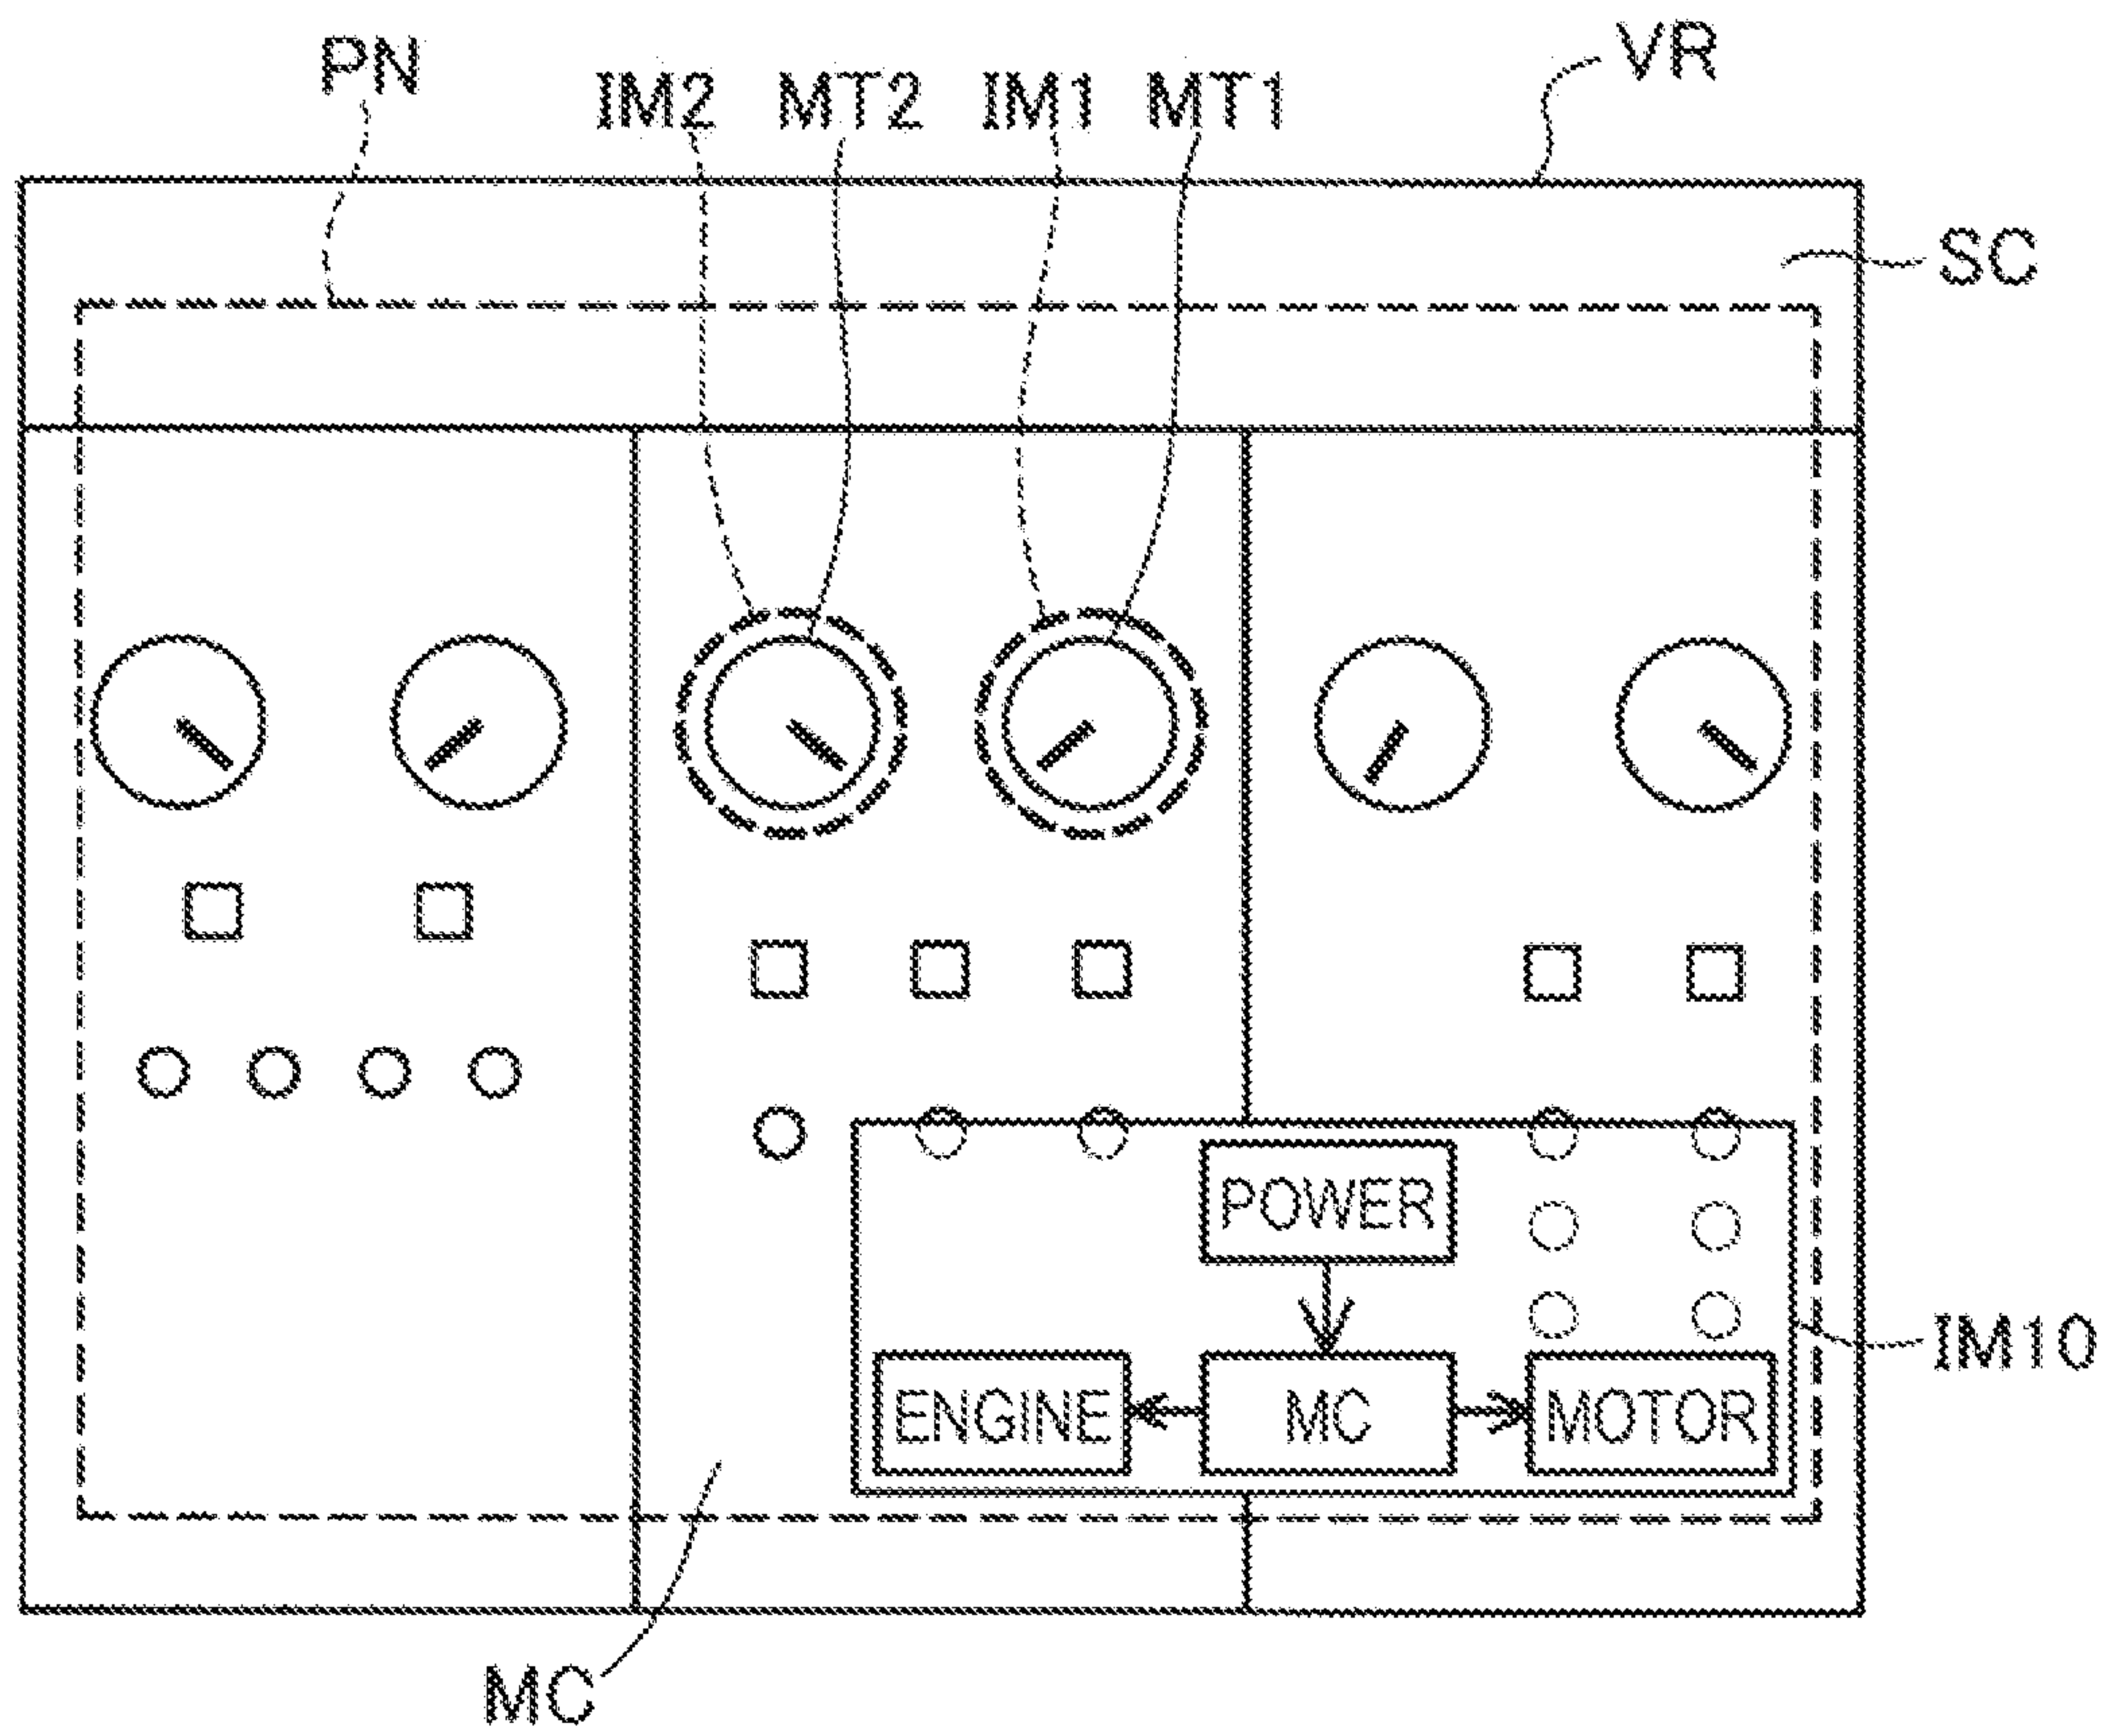 PN
IM2
MT2
IM1
MT1
VR
SC
POWER
IM10
ENGINE
MC
MOTOR
MC